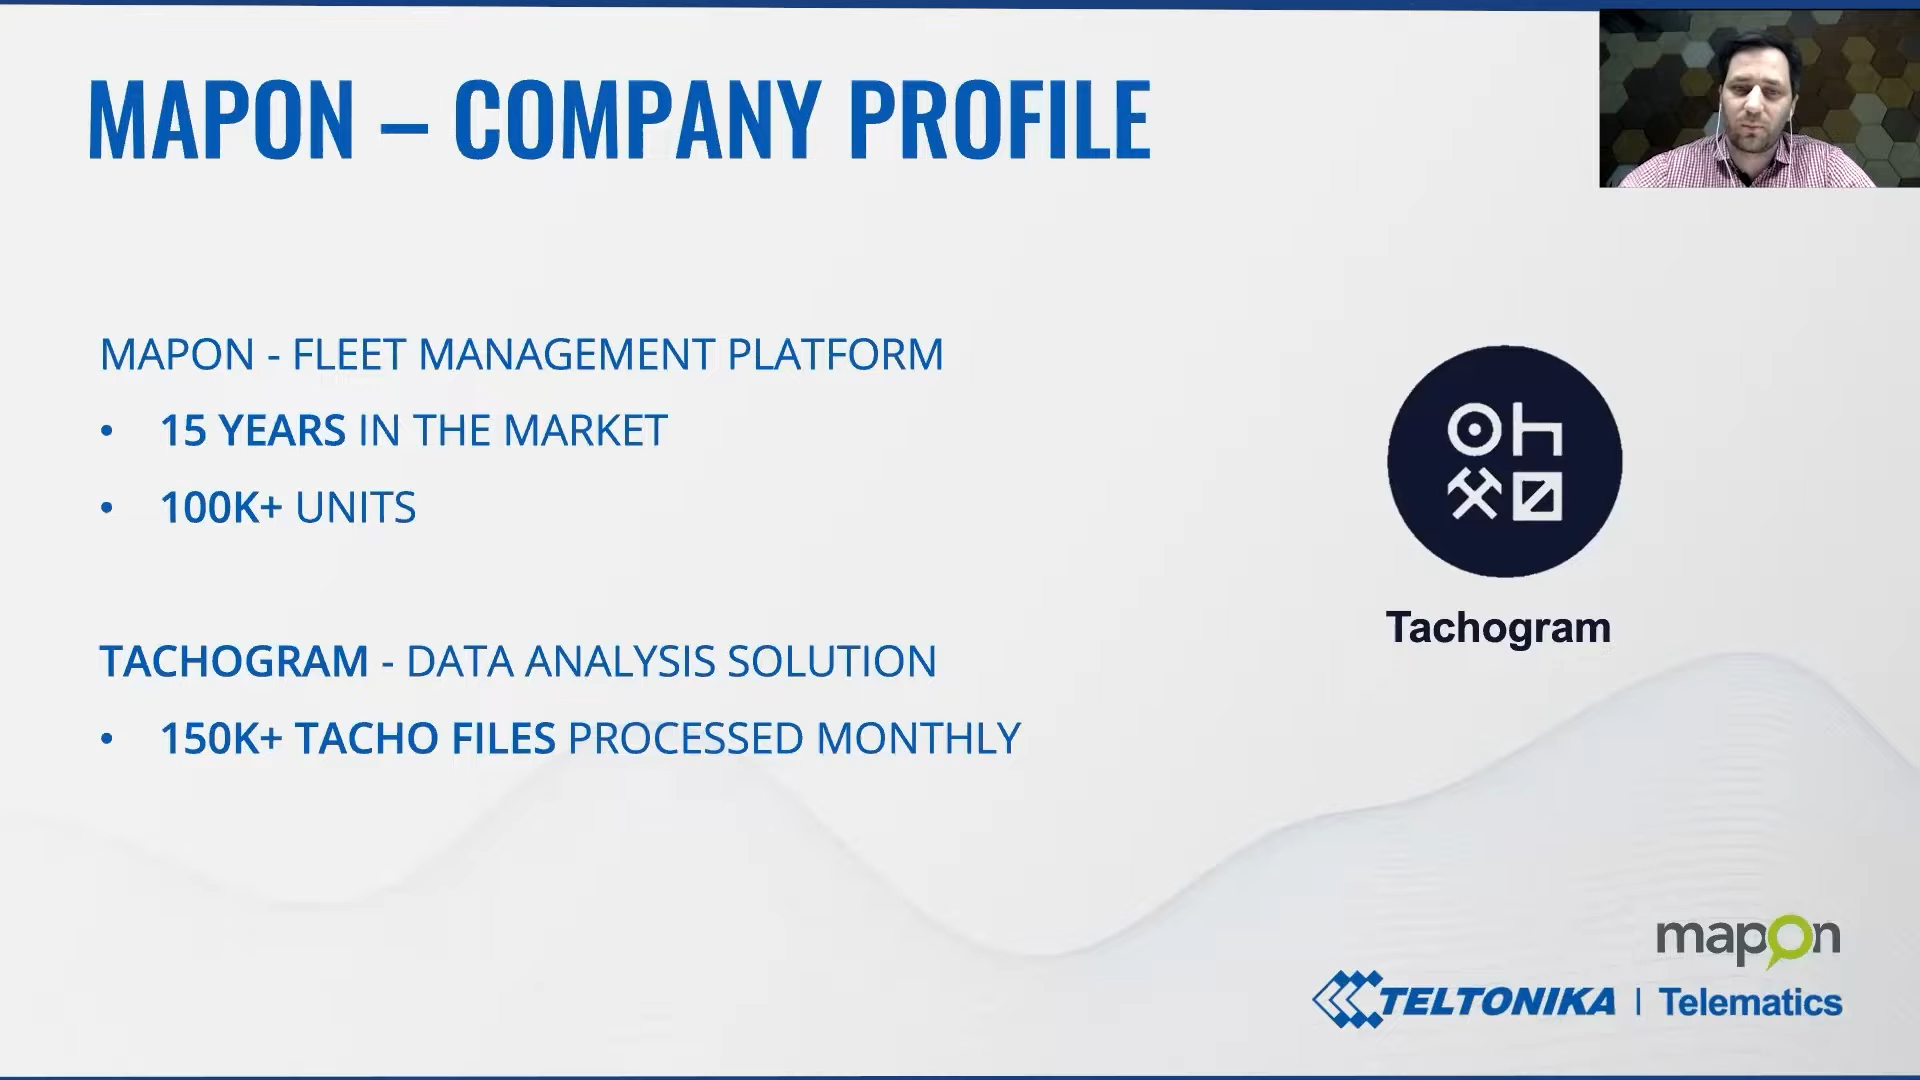 MAPON – COMPANY PROFILE
MAPON - FLEET MANAGEMENT PLATFORM
• 15 YEARS IN THE MARKET
• 100K+ UNITS
TACHOGRAM - DATA ANALYSIS SOLUTION
• 150K+ TACHO FILES PROCESSED MONTHLY
Tachogram
mapon
TELTONIKA | Telematics